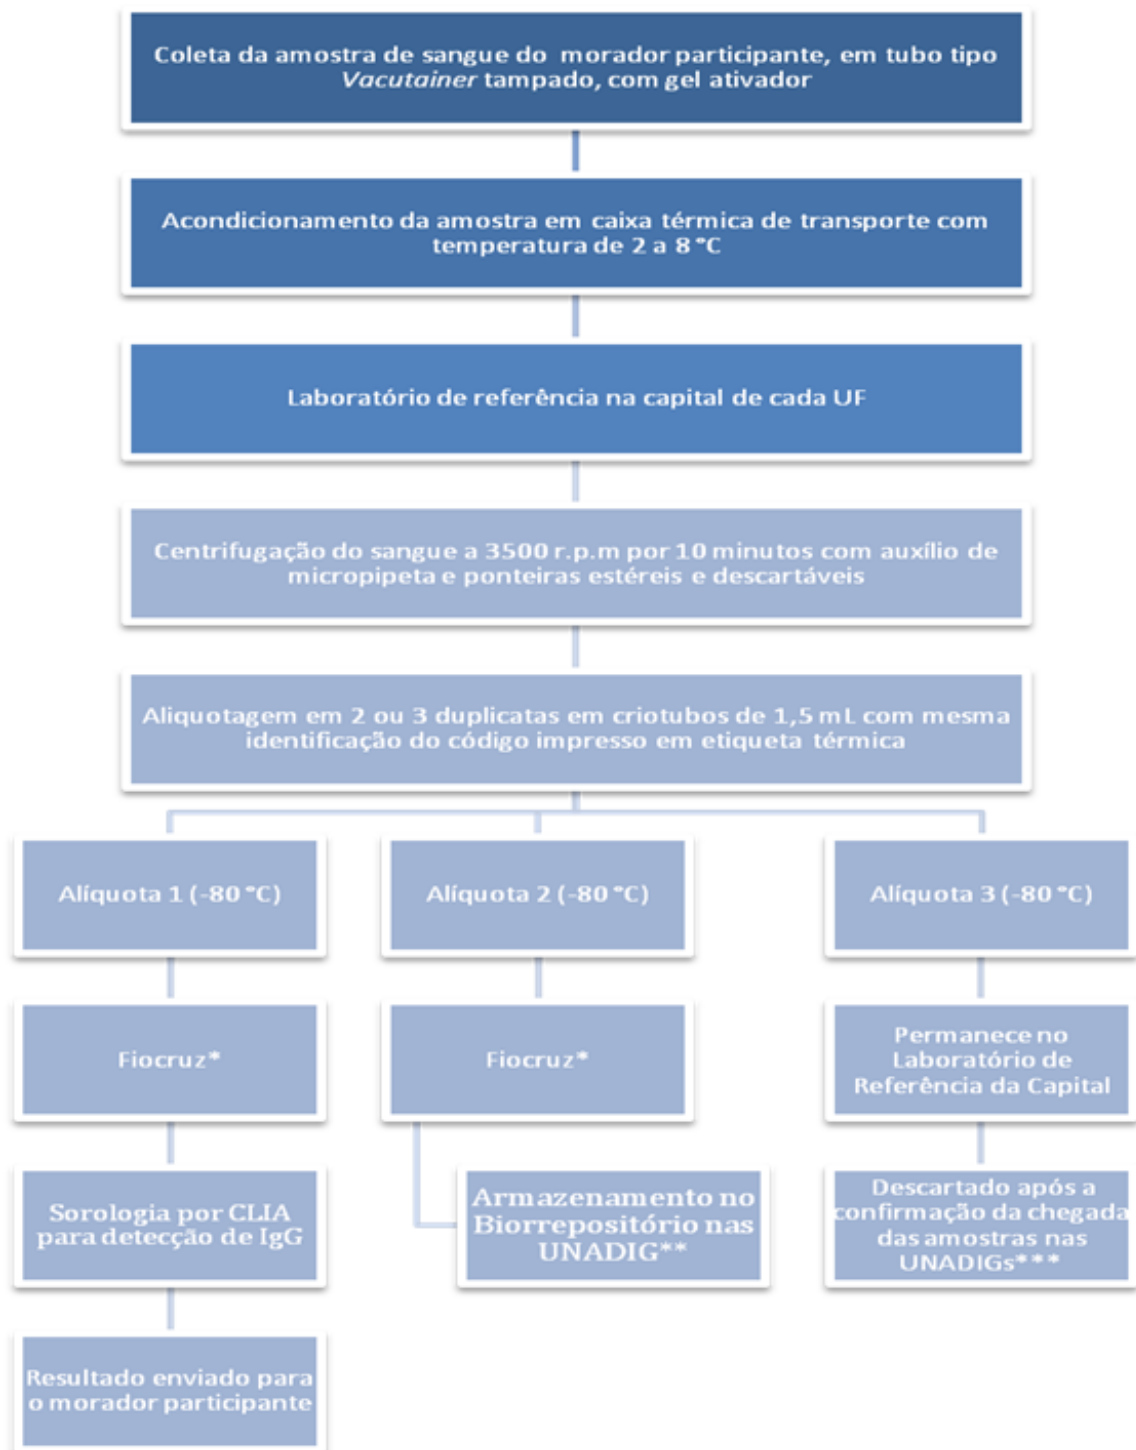 Coleta da amostra de sangue do morador participante, em tubo tipo
Vacutainer tampado, com gel ativador
Acondicionamento da amostra em caixa térmica de transporte com
temperatura de 2 a 8 °C
Laboratório de referência na capital de cada UF
Centrifugação do sangue a 3500 r.p.m por 10 minutos com auxílio de
micropipeta e ponteiras estéreis e descartáveis
Aliquotagem em 2 ou 3 duplicatas em criotubos de 1,5 mL com mesma
identificação do código impresso em etiqueta térmica
Alíquota 1 (-80 °C)
Fiocruz*
Sorologia por CLIA
para detecção de IgG
Resultado enviado para
o morador participante
Alíquota 2 (-80 °C)
Fiocruz*
Armazenamento no
Biorrepositório nas
UNADIG**
Alíquota 3 (-80 °C)
Permanece no
Laboratório de
Referência da Capital
Descartado após a
confirmação da chegada
das amostras nas
UNADIGs***